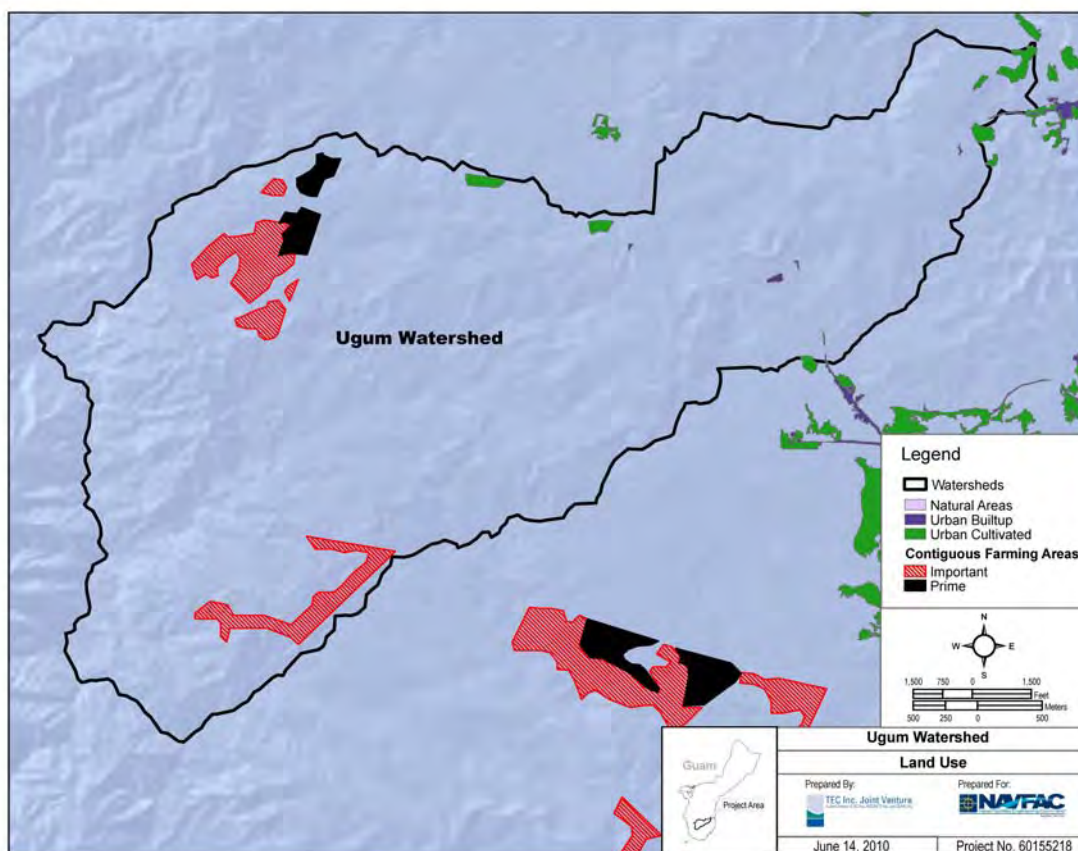 Ugum Watershed
Legend
Watersheds
Natural Areas
Urban Builtup
Urban Cultivated
Contiguous Farming Areas
Important
Prime
N
W E
S
1,500 750 0 1,500
Feet
Meters
500 250 0 500
Guam
Project Area
Ugum Watershed
Land Use
Prepared By: Prepared For:
TEC Inc. Joint Venture
NAVFAC
June 14, 2010 Project No. 60155218